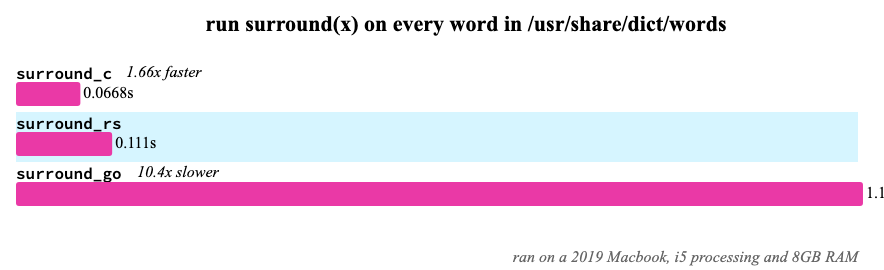 run surround(x) on every word in /usr/share/dict/words
surround_c 1.66x faster
0.0668s
surround_rs
0.111s
surround_go 10.4x slower
1.1
ran on a 2019 Macbook, i5 processing and 8GB RAM